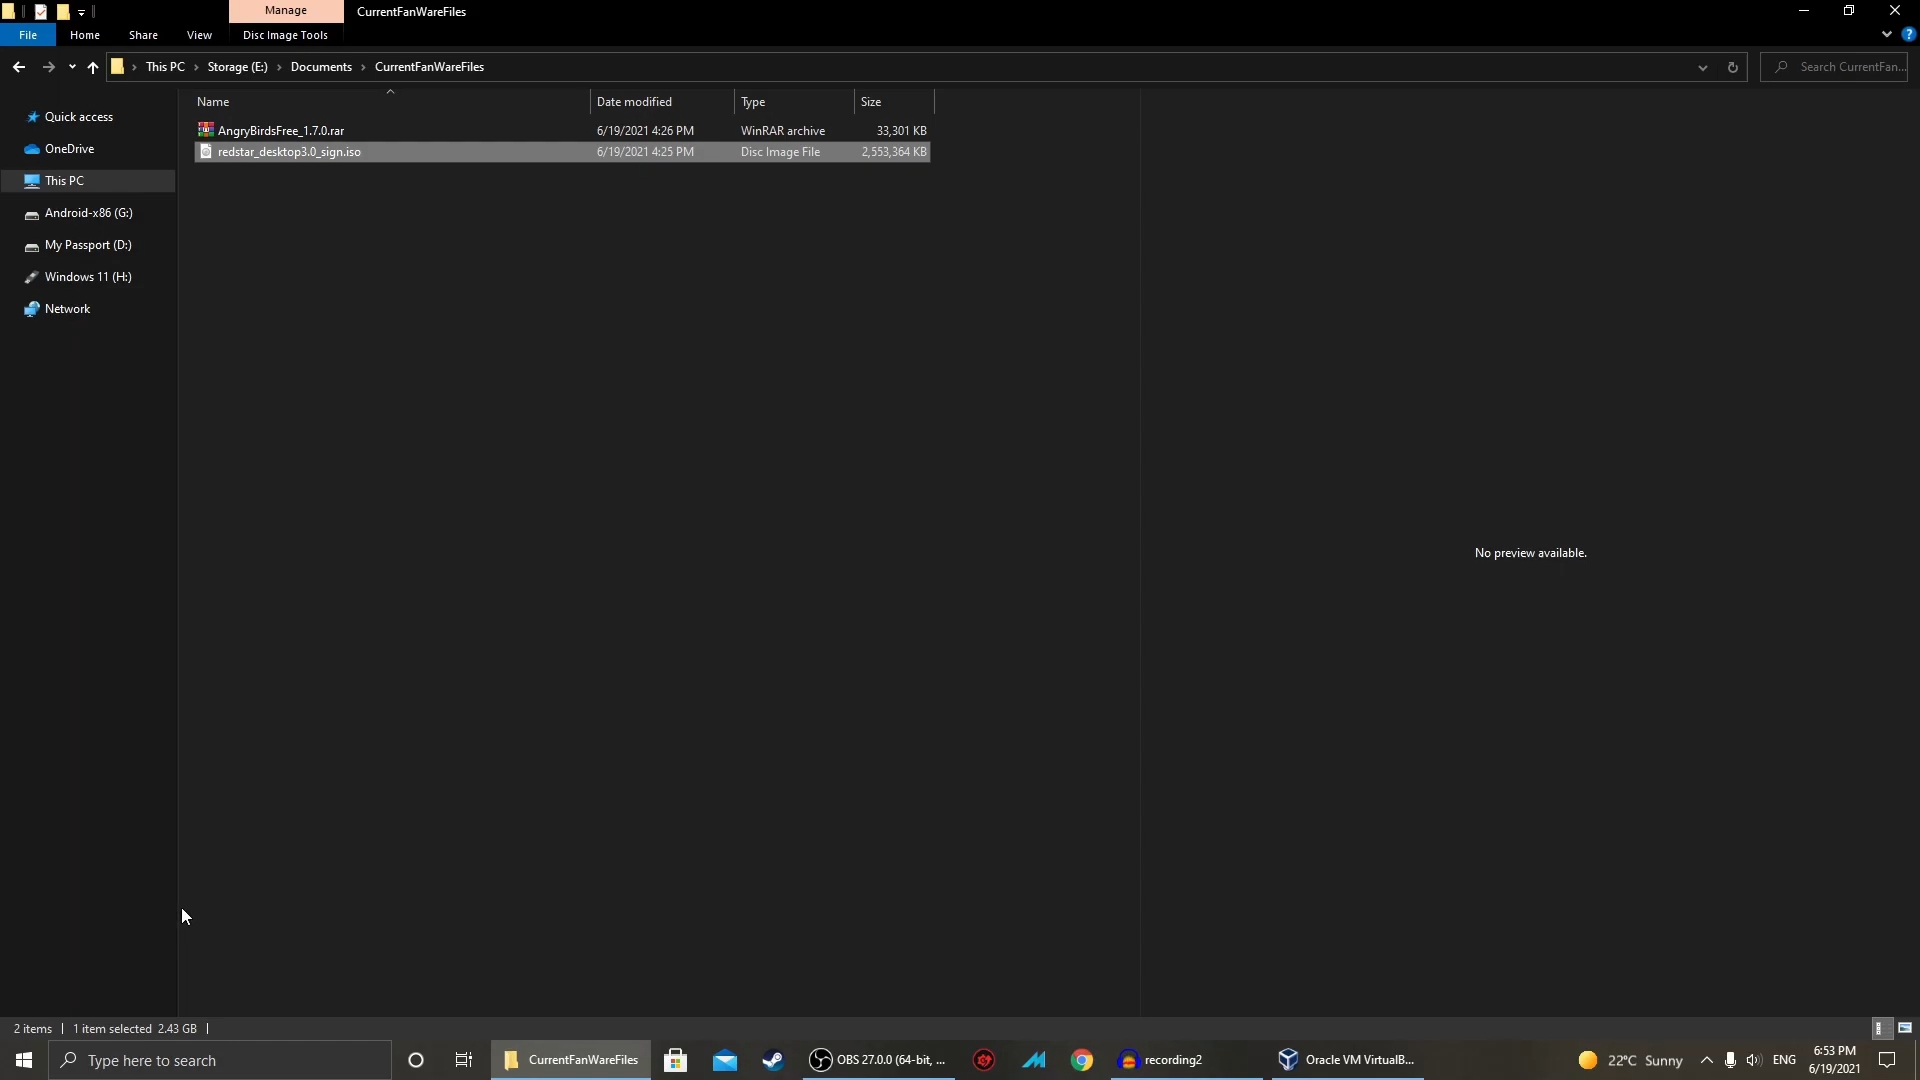 Manage
CurrentFanWareFiles
File
Home
Share
View
Disc Image Tools
This PC
Storage (E:)
Documents
CurrentFanWareFiles
Search CurrentFan...
Name
Date modified
Type
Size
AngryBirdsFree_1.7.0.rar
6/19/2021 4:26 PM
WinRAR archive
33,301 KB
redstar_desktop3.0_sign.iso
6/19/2021 4:25 PM
Disc Image File
2,553,364 KB
Quick access
OneDrive
This PC
Android-x86 (G:)
My Passport (D:)
Windows 11 (H:)
Network
No preview available.
2 items
1 item selected 2.43 GB
Type here to search
CurrentFanWareFiles
OBS 27.0.0 (64-bit, ...
recording2
Oracle VM VirtualB...
22°C Sunny
ENG
6:53 PM
6/19/2021